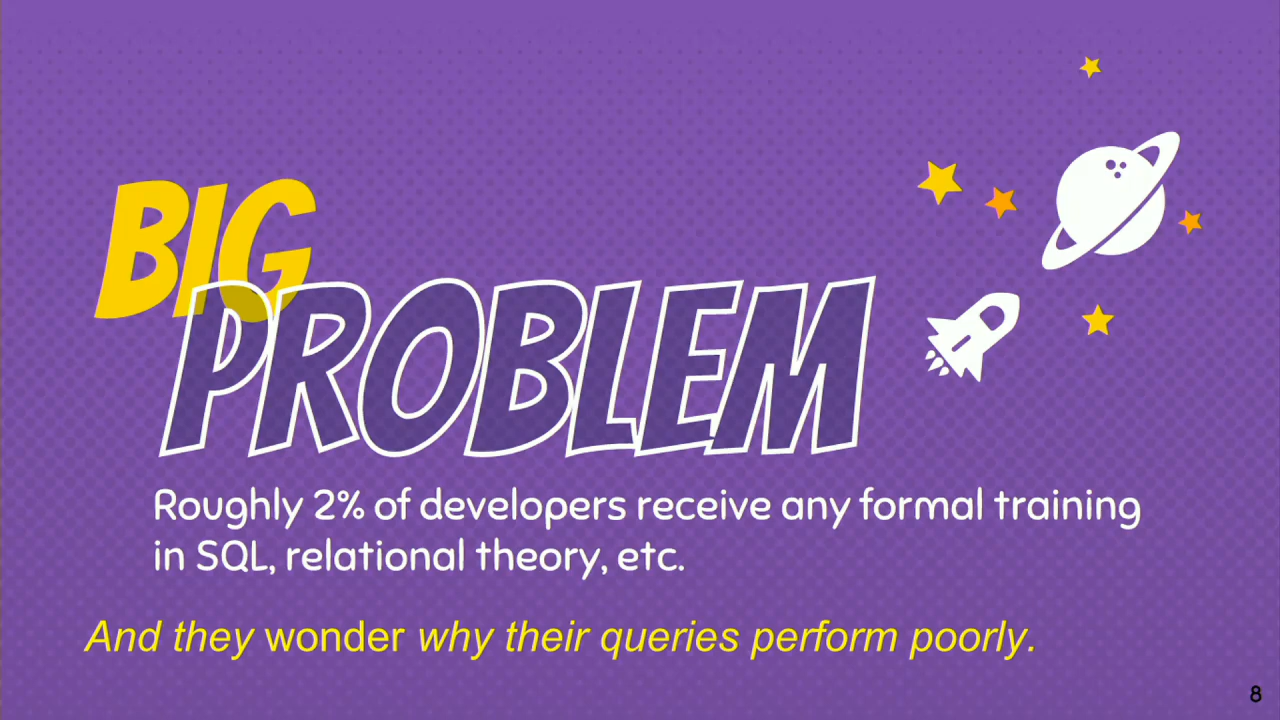 BIG
PROBLEM
Roughly 2% of developers receive any formal training
in SQL, relational theory, etc.
And they wonder why their queries perform poorly.
8